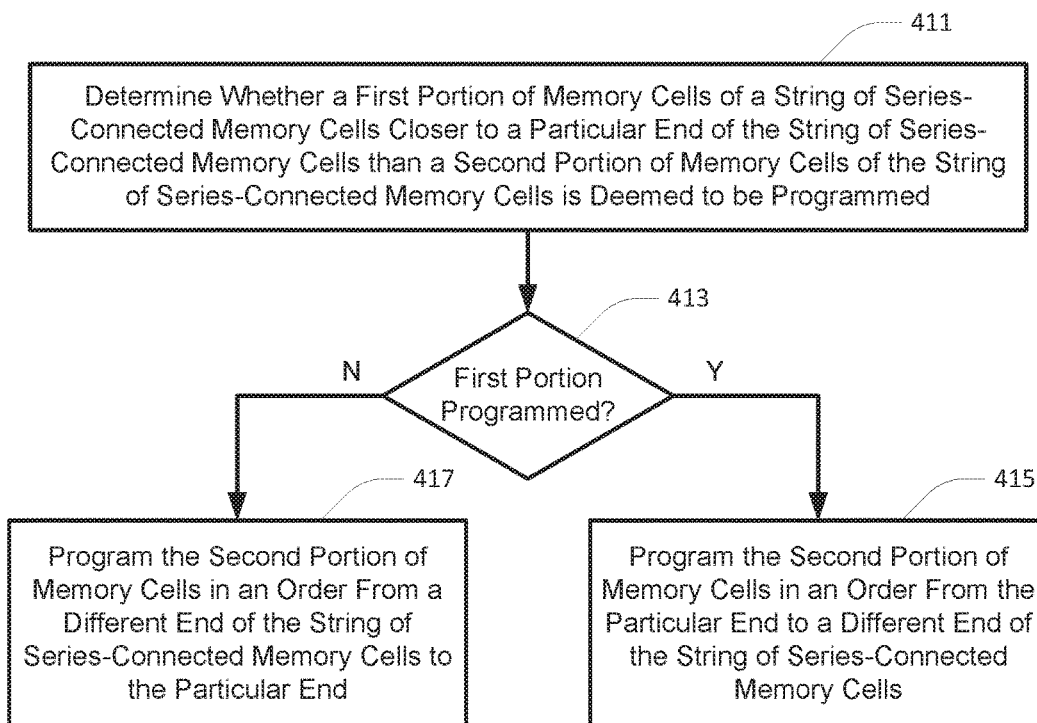 411
Determine Whether a First Portion of Memory Cells of a String of Series-
Connected Memory Cells Closer to a Particular End of the String of Series-
Connected Memory Cells than a Second Portion of Memory Cells of the String
of Series-Connected Memory Cells is Deemed to be Programmed
413
N
Y
First Portion
Programmed?
417
415
Program the Second Portion of
Memory Cells in an Order From a
Different End of the String of
Series-Connected Memory Cells to
the Particular End
Program the Second Portion of
Memory Cells in an Order From the
Particular End to a Different End of
the String of Series-Connected
Memory Cells